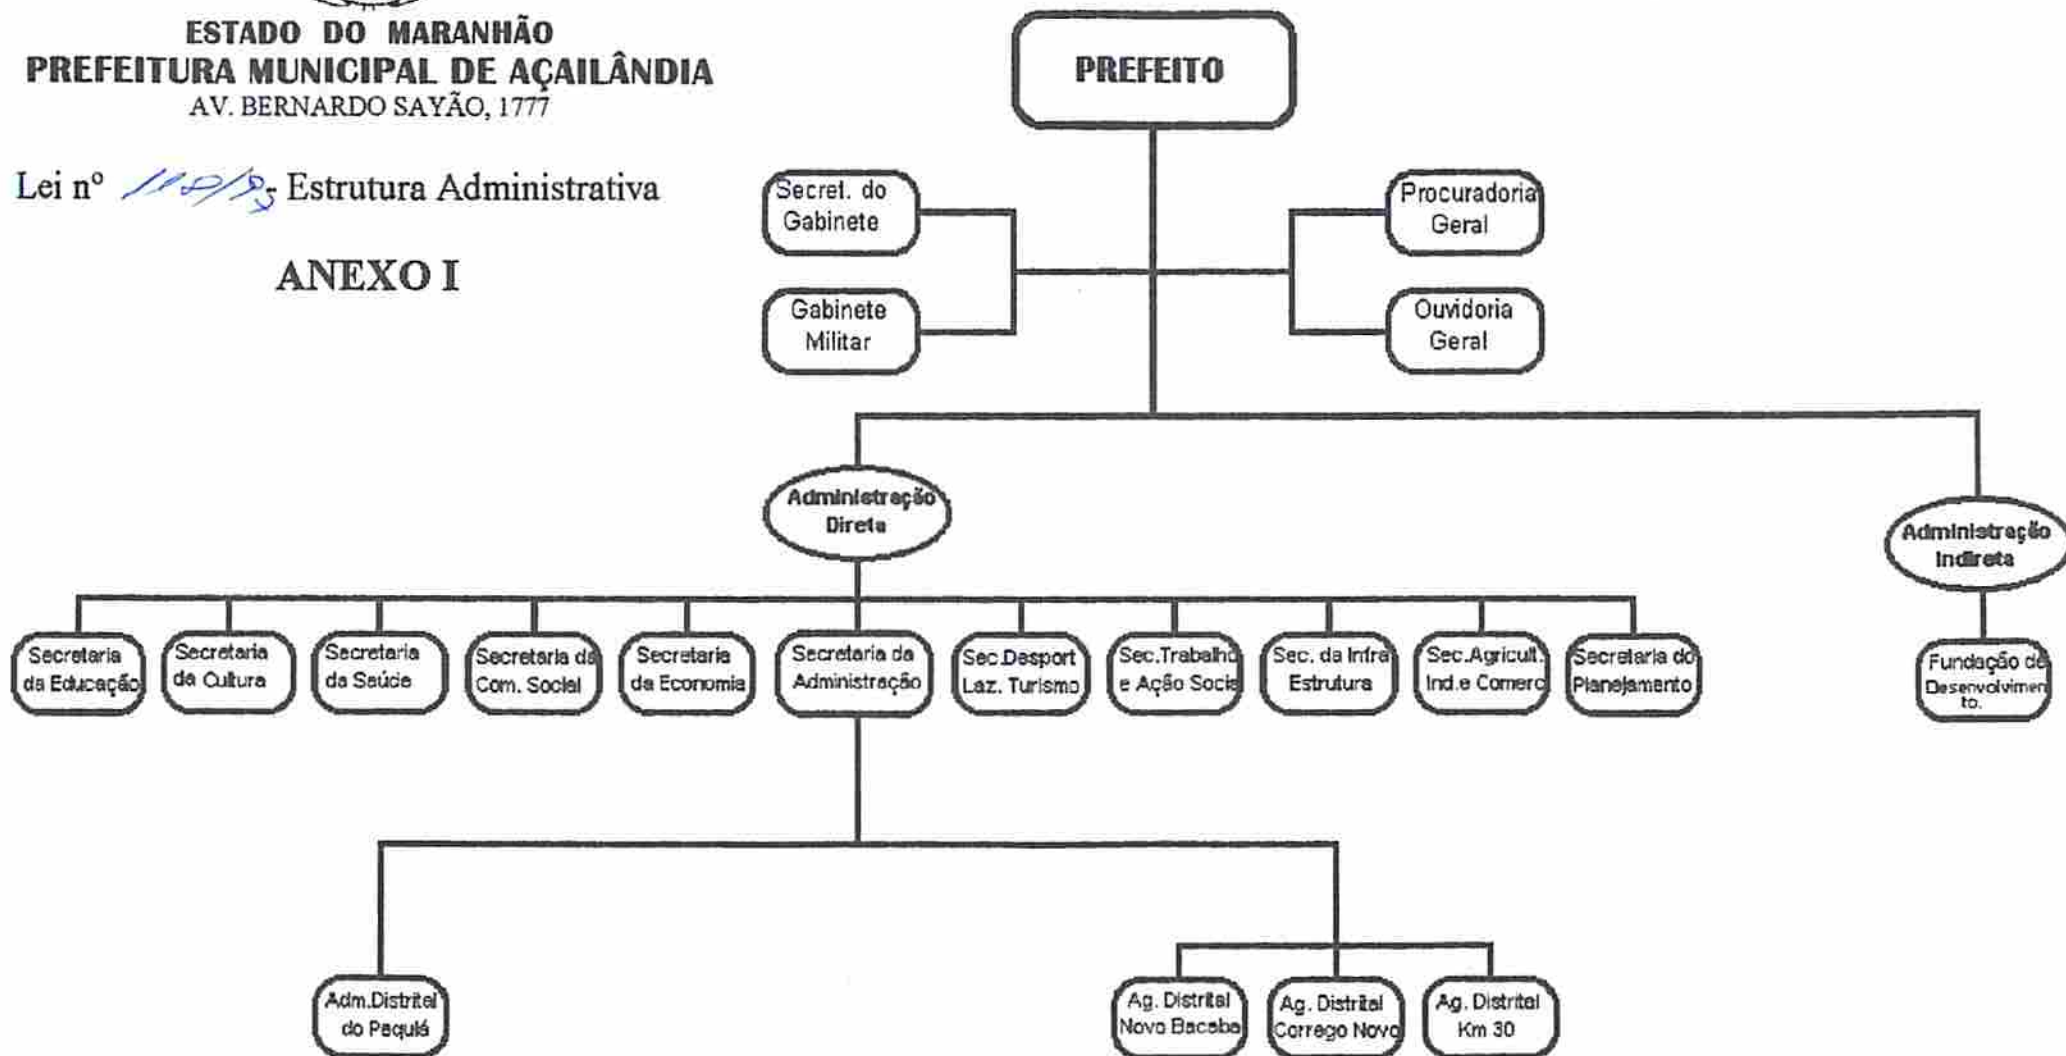 ESTADO DO MARANHÃO
PREFEITURA MUNICIPAL DE AÇAILÂNDIA
AV. BERNARDO SAYÃO, 1777
Lei nº 118/95 Estrutura Administrativa
ANEXO I
PREFEITO
Secret. do
Gabinete
Procuradoria
Geral
Gabinete
Militar
Ouvidoria
Geral
Administração
Direta
Administração
Indireta
Secretaria
da Educação
Secretaria
da Cultura
Secretaria
da Saúde
Secretaria da
Com. Social
Secretaria
da Economia
Secretaria da
Administração
Sec.Desport
Laz. Turismo
Sec.Trabalho
e Ação Socia
Sec. da Infra
Estrutura
Sec.Agricult.
Ind.e Comerc
Secretaria do
Planejamento
Fundação de
Desenvolvimen
to.
Adm.Distrital
do Pequiá
Ag. Distrital
Novo Bacaba
Ag. Distrital
Corrego Novo
Ag. Distrital
Km 30